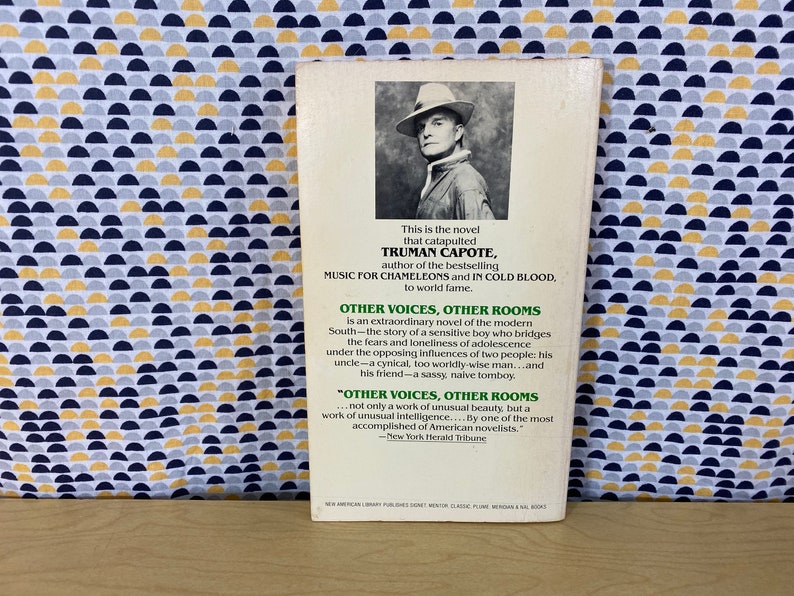 This is the novel
that catapulted
TRUMAN CAPOTE,
author of the bestselling
MUSIC FOR CHAMELEONS and IN COLD BLOOD,
to world fame.
OTHER VOICES, OTHER ROOMS
is an extraordinary novel of the modern
South—the story of a sensitive boy who bridges
the fears and loneliness of adolescence
under the opposing influences of two people: his
uncle—a cynical, too worldly-wise man...and
his friend—a sassy, naive tomboy.
"OTHER VOICES, OTHER ROOMS
...not only a work of unusual beauty, but a
work of unusual intelligence....By one of the most
accomplished of American novelists."
—New York Herald Tribune
NEW AMERICAN LIBRARY PUBLISHES SIGNET, MENTOR, CLASSIC, PLUME, MERIDIAN & NAL BOOKS